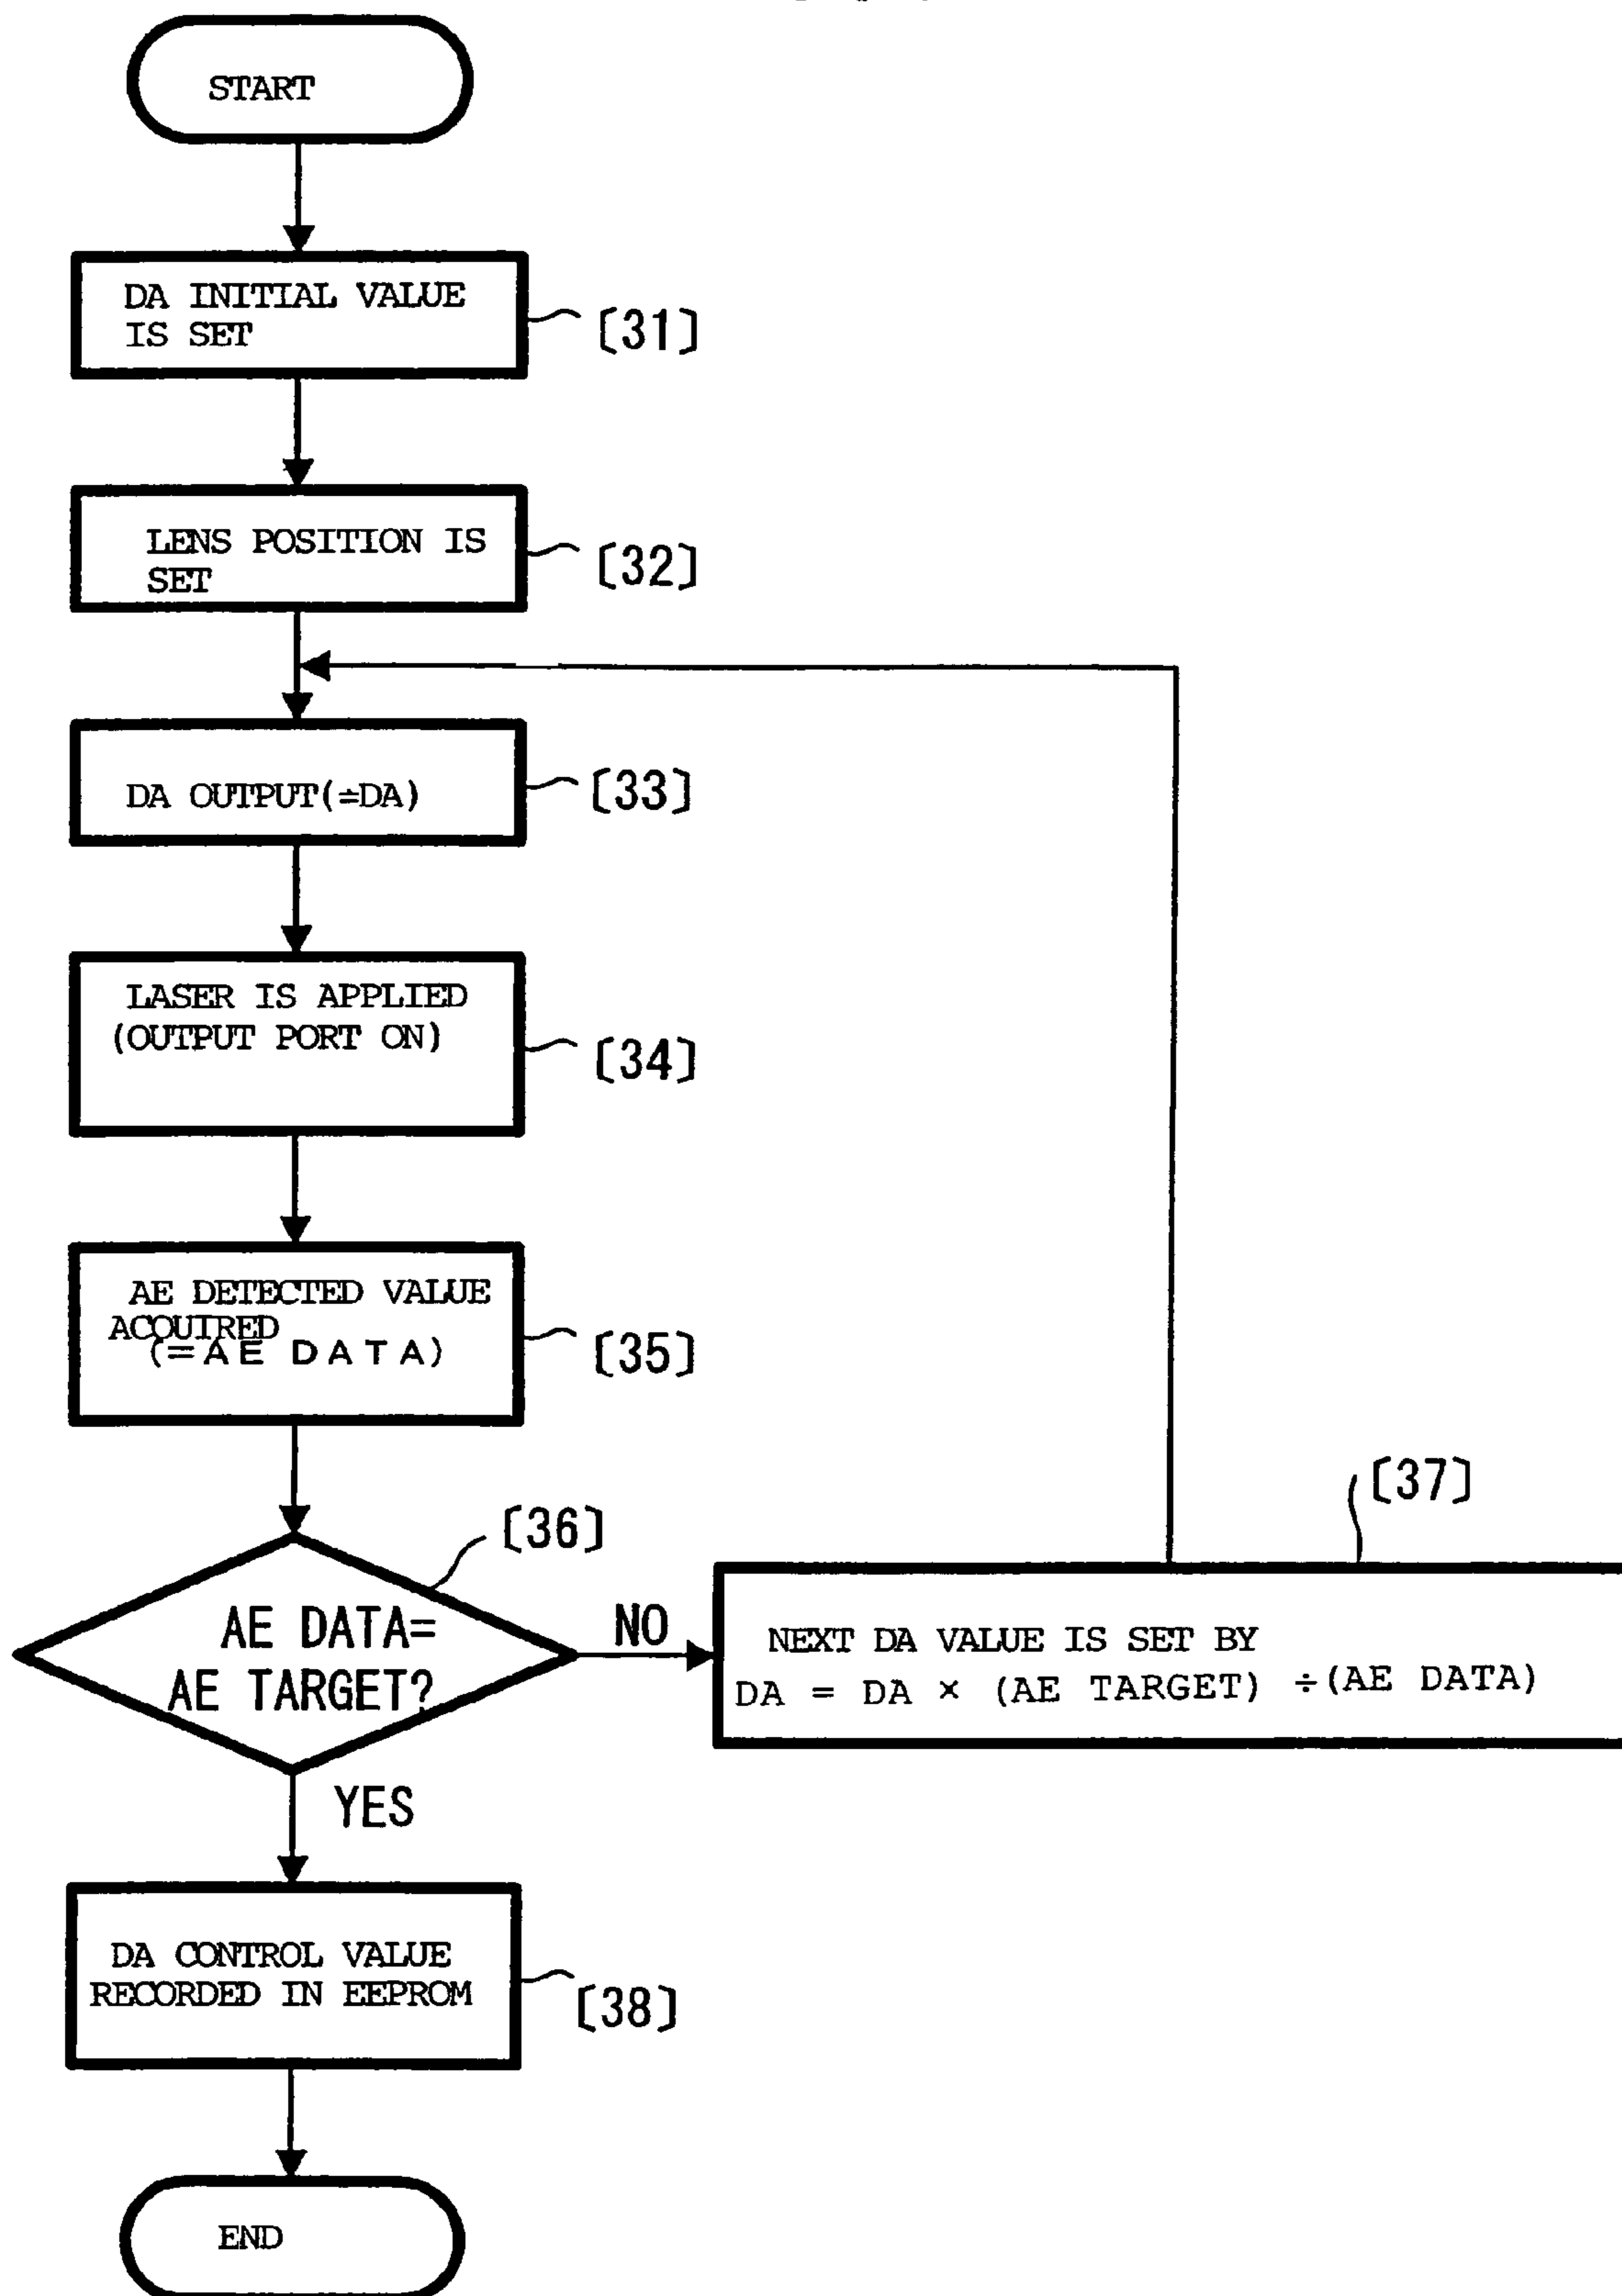 START
DA INITIAL VALUE
IS SET
[31]
LENS POSITION IS
SET
[32]
DA OUTPUT(=DA)
[33]
LASER IS APPLIED
(OUTPUT PORT ON)
[34]
AE DETECTED VALUE
ACQUIRED
(=AE DATA)
[35]
[36]
AE DATA=
AE TARGET?
NO
[37]
NEXT DA VALUE IS SET BY
DA = DA × (AE TARGET) ÷(AE DATA)
YES
DA CONTROL VALUE
RECORDED IN EEPROM
[38]
END